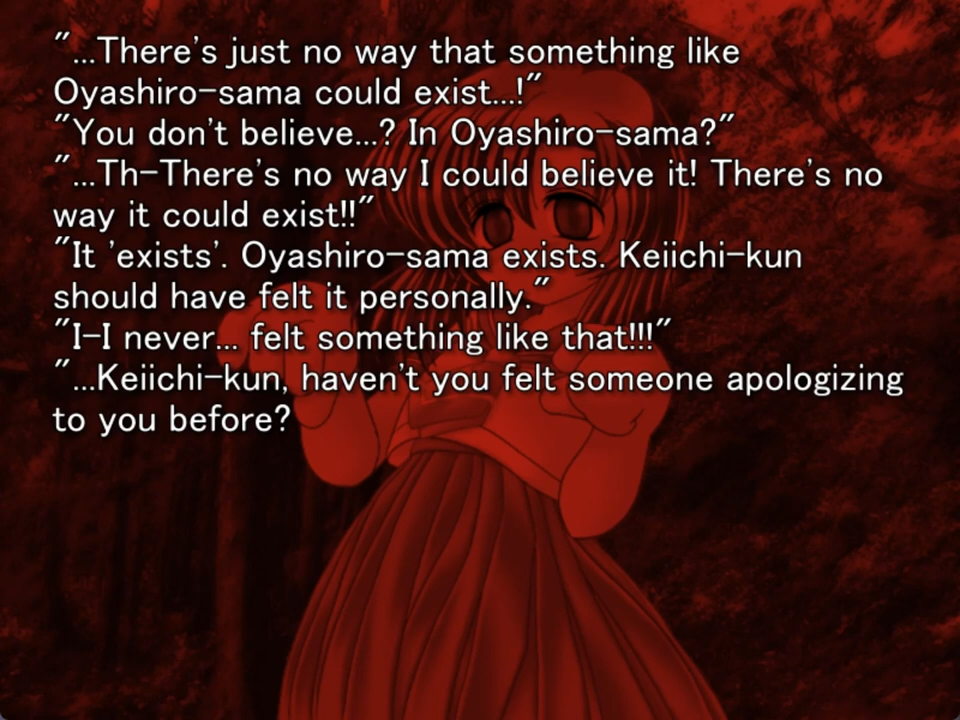 "...There's just no way that something like
Oyashiro-sama could exist...!"
"You don't believe...? In Oyashiro-sama?"
"...Th-There's no way I could believe it! There's no
way it could exist!!"
"It 'exists'. Oyashiro-sama exists. Keiichi-kun
should have felt it personally."
"I-I never... felt something like that!!!"
"...Keiichi-kun, haven't you felt someone apologizing
to you before?